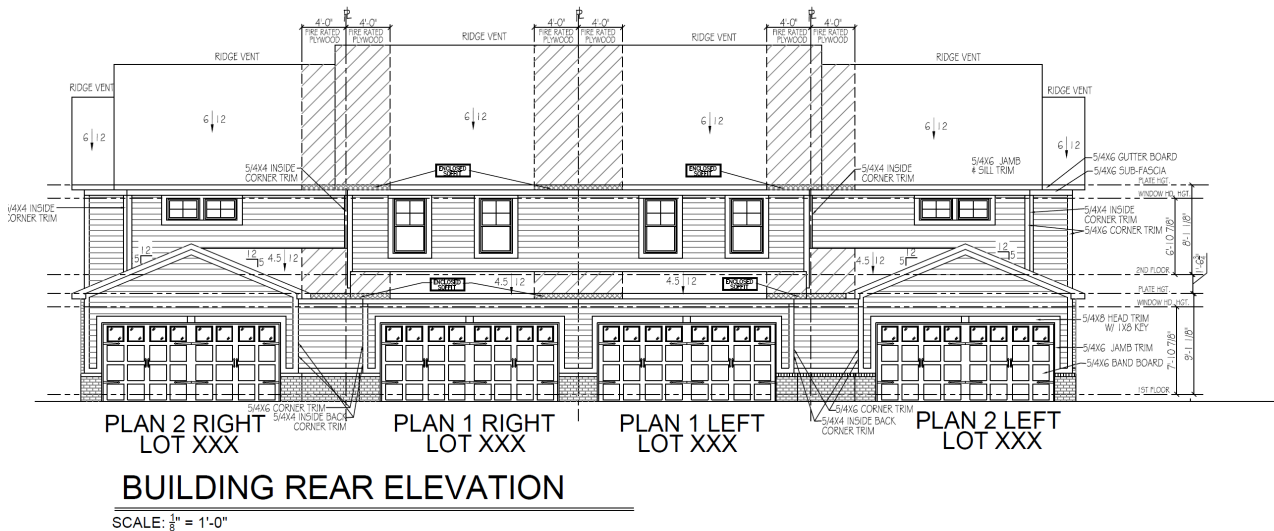 4'-0" 4'-0" 4'-0" 4'-0" 4'-0" 4'-0"
FIRE RATED FIRE RATED FIRE RATED FIRE RATED FIRE RATED FIRE RATED
PLYWOOD PLYWOOD PLYWOOD PLYWOOD PLYWOOD PLYWOOD
RIDGE VENT RIDGE VENT
RIDGE VENT RIDGE VENT
RIDGE VENT RIDGE VENT
6 12 6 12 6 12 6 12 6 12 6 12
5/4X4 INSIDE
CORNER TRIM
ENCLOSED
SOFFIT
ENCLOSED
SOFFIT
5/4X4 INSIDE
CORNER TRIM
5/4X6 JAMB
& SILL TRIM
5/4X6 GUTTER BOARD
5/4X6 SUB-FASCIA
PLATE HGT.
WINDOW HD. HGT.
5/4X4 INSIDE
CORNER TRIM
5/4X4 INSIDE
CORNER TRIM
5/4X6 CORNER TRIM
6'-10 7/8"
8'-1 1/8"
12 5 12 5
4.5 12
12 5 12 5
4.5 12
2ND FLOOR
ENCLOSED
SOFFIT
4.5 12
4.5 12
ENCLOSED
SOFFIT
PLATE HGT.
WINDOW HD. HGT.
5/4X8 HEAD TRIM
W/ 1X8 KEY
5/4X6 JAMB TRIM
5/4X6 BAND BOARD
7'-10 7/8"
9'-1 1/8"
1ST FLOOR
5/4X6 CORNER TRIM
5/4X4 INSIDE BACK
CORNER TRIM
5/4X6 CORNER TRIM
5/4X4 INSIDE BACK
CORNER TRIM
PLAN 2 RIGHT
LOT XXX
PLAN 1 RIGHT
LOT XXX
PLAN 1 LEFT
LOT XXX
PLAN 2 LEFT
LOT XXX
BUILDING REAR ELEVATION
SCALE: 1/8" = 1'-0"